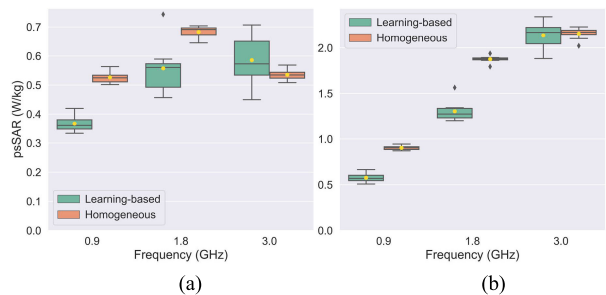 (a)
psSAR (W/kg)
0.7
0.6
0.5
0.4
0.3
0.2
0.1
0.0
Learning-based
Homogeneous
0.9 1.8 3.0
Frequency (GHz)
(a)
(b)
2.0
1.5
1.0
0.5
0.0
Learning-based
Homogeneous
0.9 1.8 3.0
Frequency (GHz)
(b)